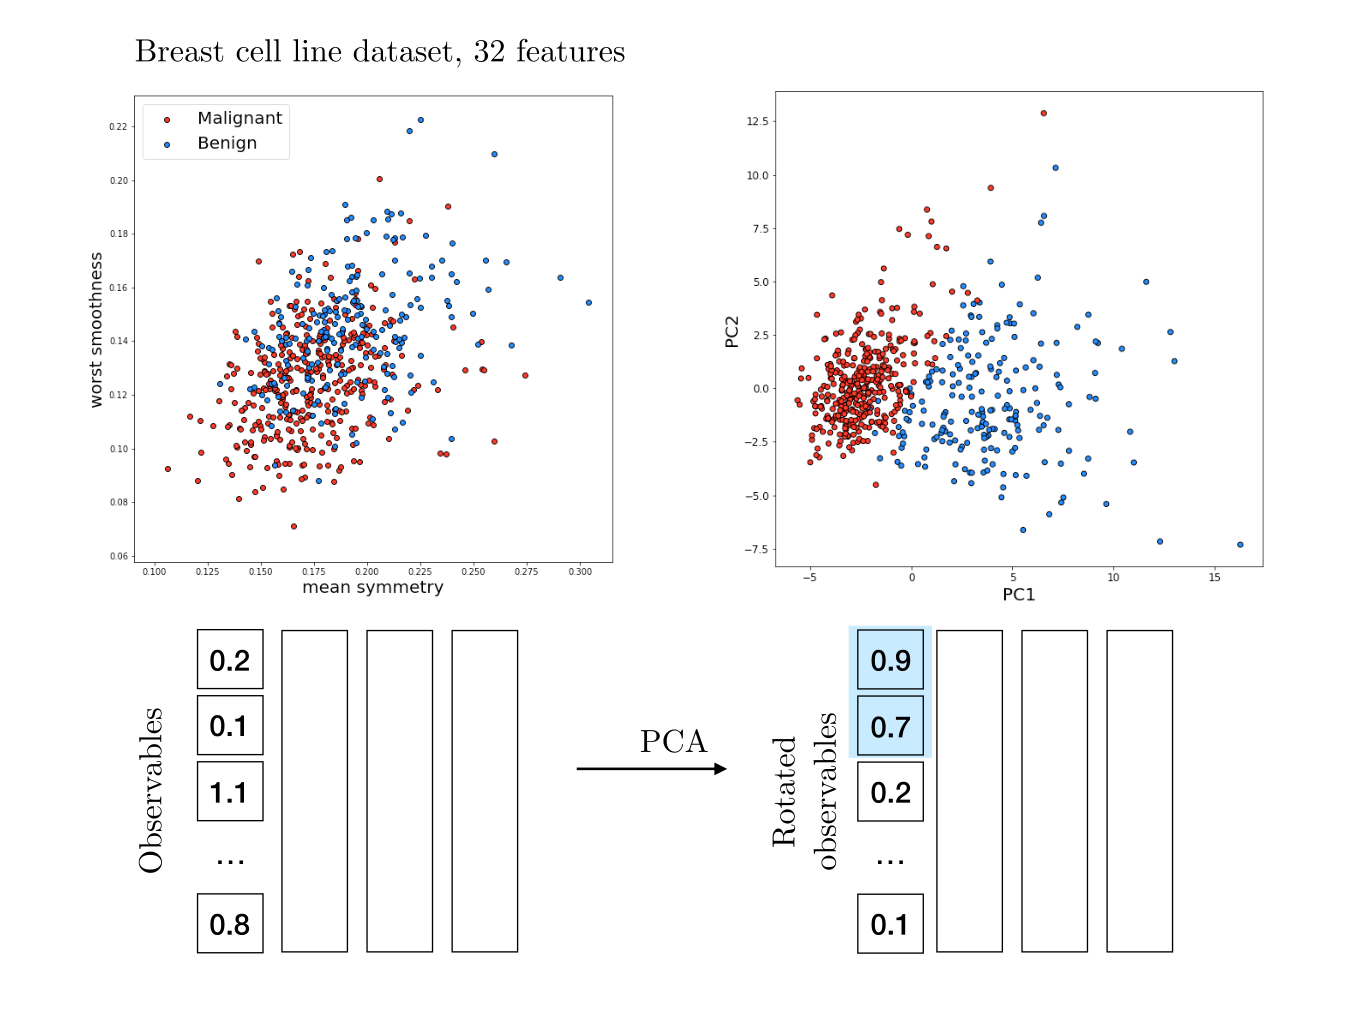 Breast cell line dataset, 32 features
Malignant
Benign
0.22
0.20
0.18
0.16
0.14
0.12
0.10
0.08
0.06
worst smoothness
0.100 0.125 0.150 0.175 0.200 0.225 0.250 0.275 0.300
mean symmetry
12.5
10.0
7.5
5.0
2.5
0.0
−2.5
−5.0
−7.5
PC2
−5 0 5 10 15
PC1
Observables
0.2
0.1
1.1
...
0.8
PCA
Rotated
observables
0.9
0.7
0.2
...
0.1